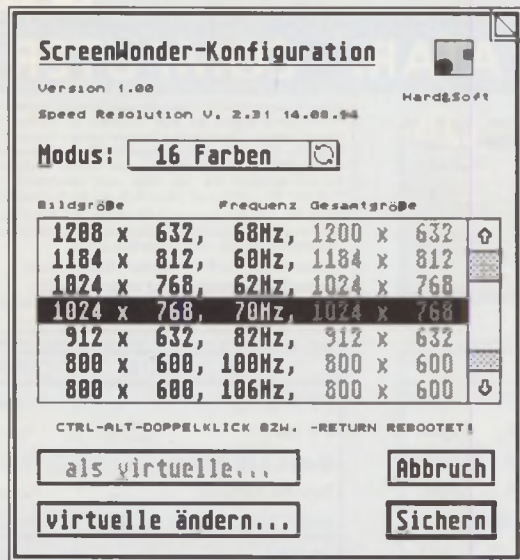 ScreenWonder-Konfiguration
Version 1.00
Hard&Soft
Speed Resolution V. 2.31 14.08.94
Modus: 16 Farben
Bildgröße Frequenz Gesamtgröße
1208 x 632, 68Hz, 1200 x 632
1184 x 812, 60Hz, 1184 x 812
1024 x 768, 62Hz, 1024 x 768
1024 x 768, 70Hz, 1024 x 768
912 x 632, 82Hz, 912 x 632
800 x 600, 100Hz, 800 x 600
800 x 600, 106Hz, 800 x 600
CTRL-ALT-DOPPELKLICK BZW. -RETURN REBOOTET!
als virtuelle... Abbruch
virtuelle ändern... Sichern